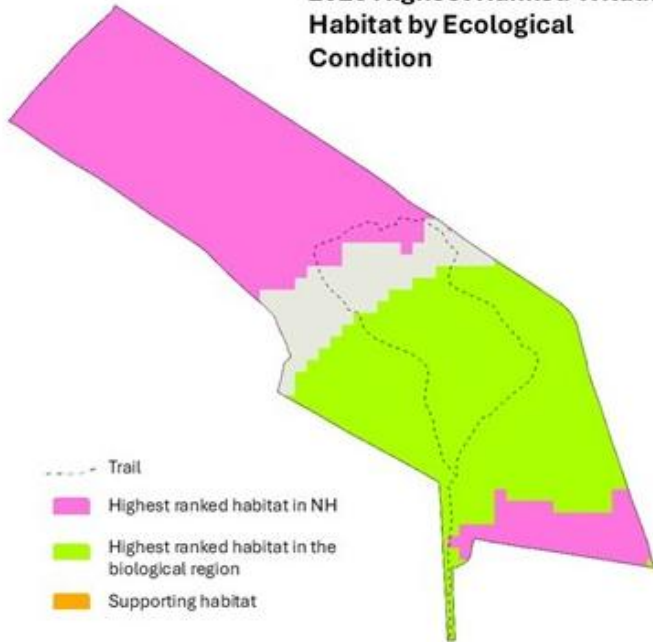 Habitat by Ecological
Condition
Trail
Highest ranked habitat in NH
Highest ranked habitat in the
biological region
Supporting habitat